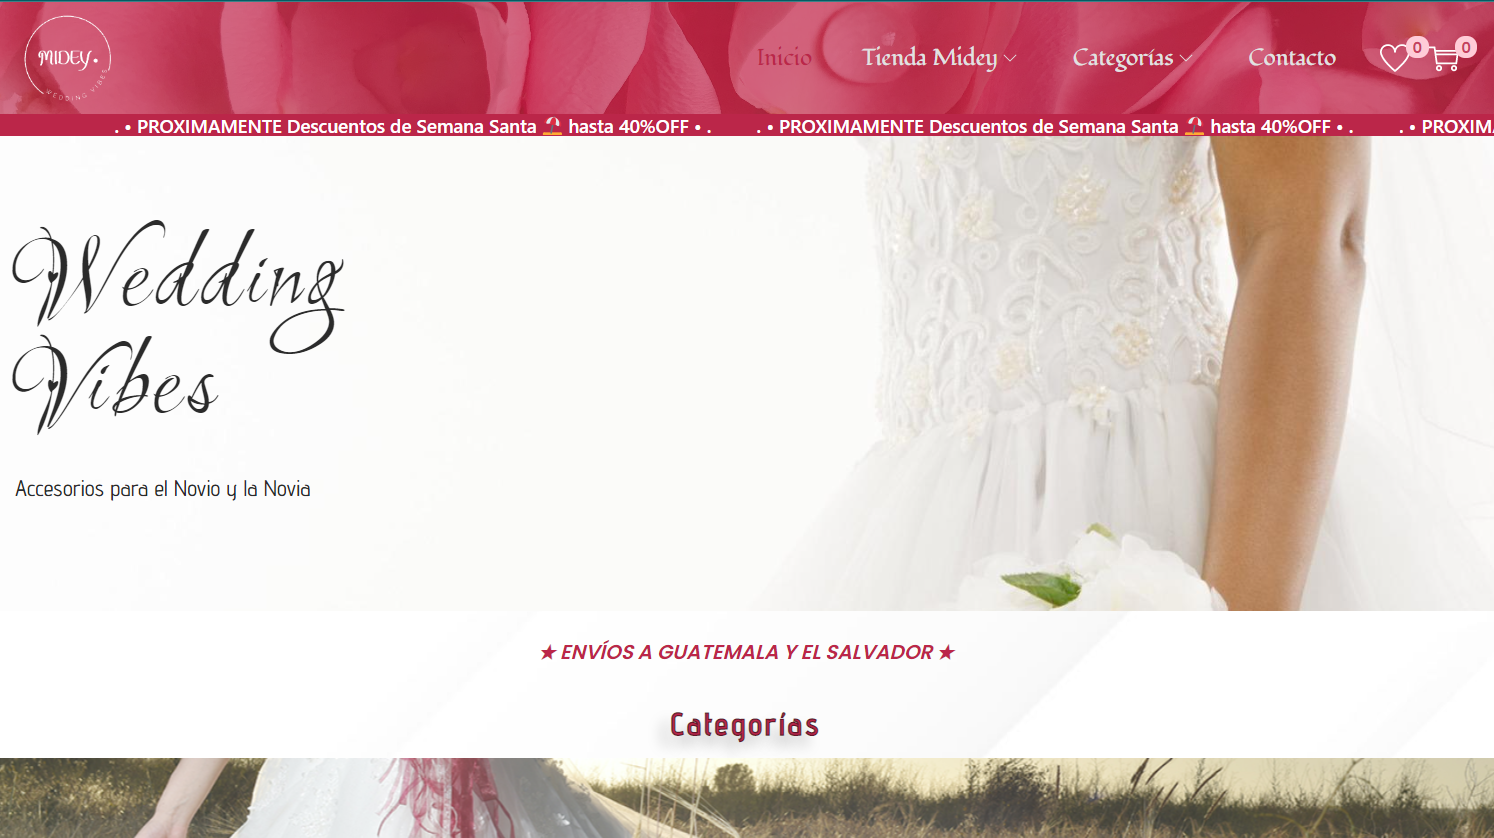 MIDEY.
WEDDING VIBES
Inicio
Tienda Midey
Categorías
Contacto
0
0
. • PROXIMAMENTE Descuentos de Semana Santa ⛱️ hasta 40%OFF • .
. • PROXIMAMENTE Descuentos de Semana Santa ⛱️ hasta 40%OFF • .
. • PROXIMA
Wedding
Vibes
Accesorios para el Novio y la Novia
★ ENVÍOS A GUATEMALA Y EL SALVADOR ★
Categorías